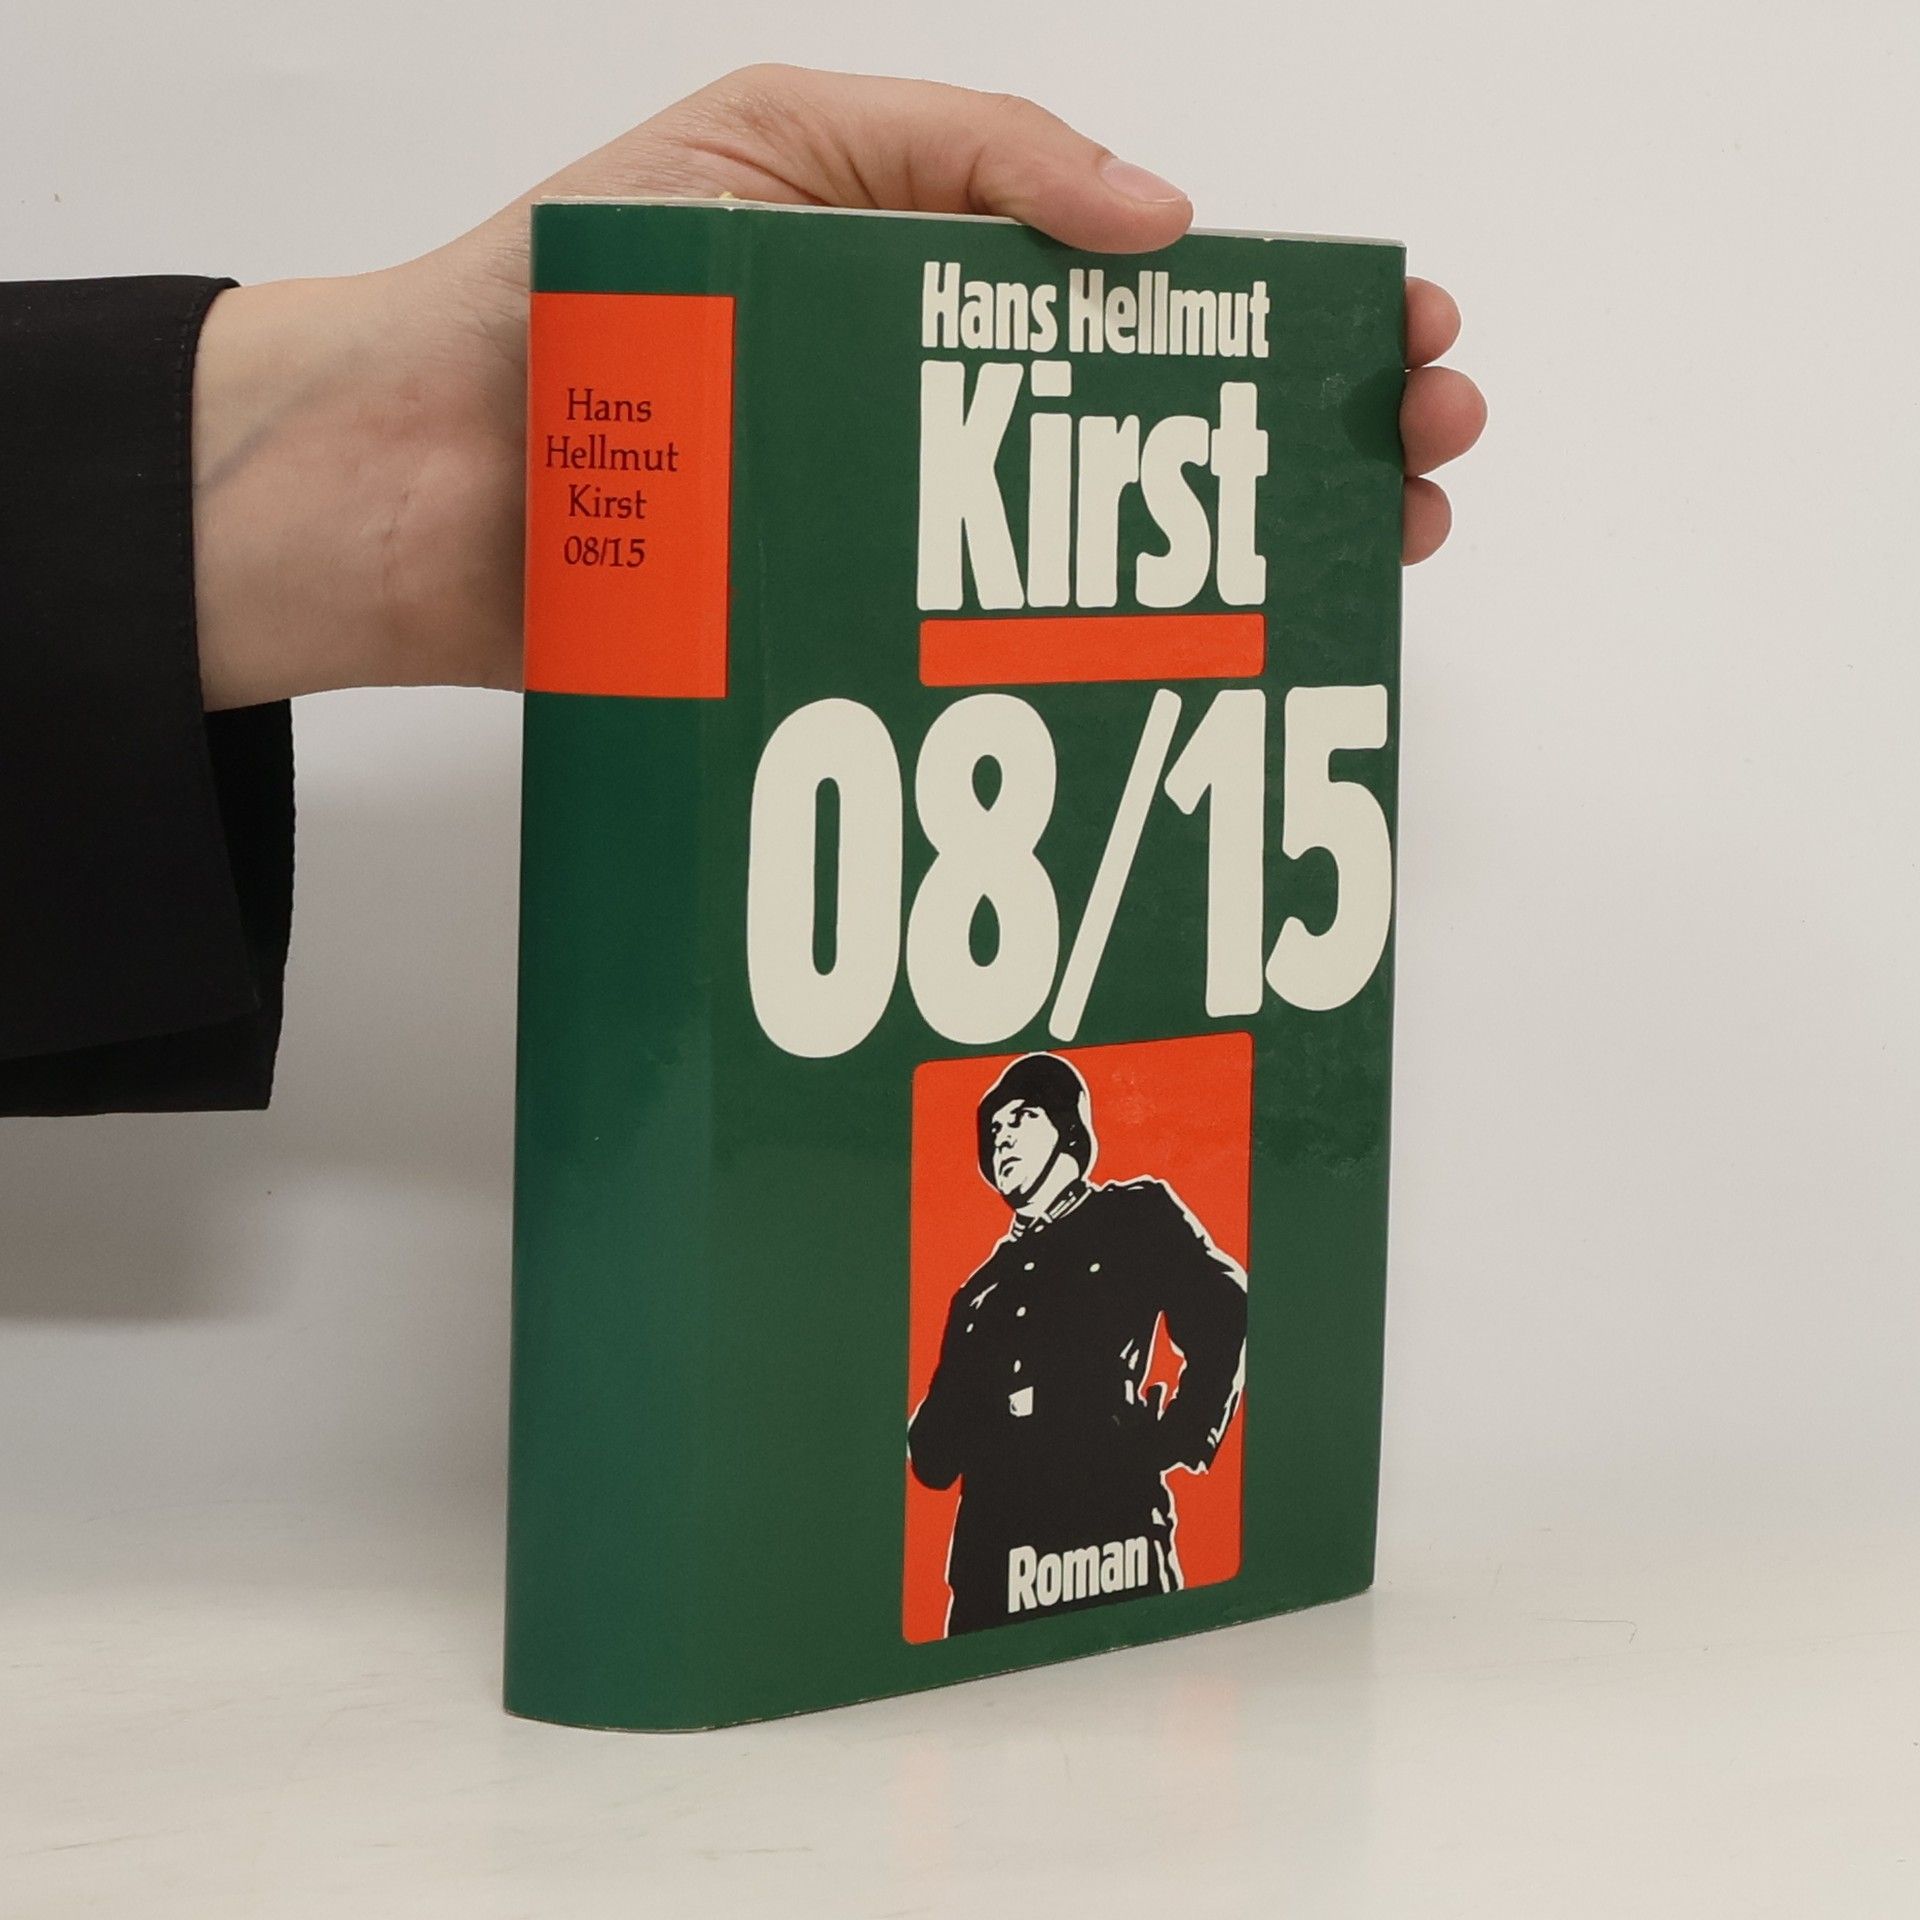 Hans
Hellmut
Kirst
08/15
Hans Hellmut
Kirst
08/15
Roman